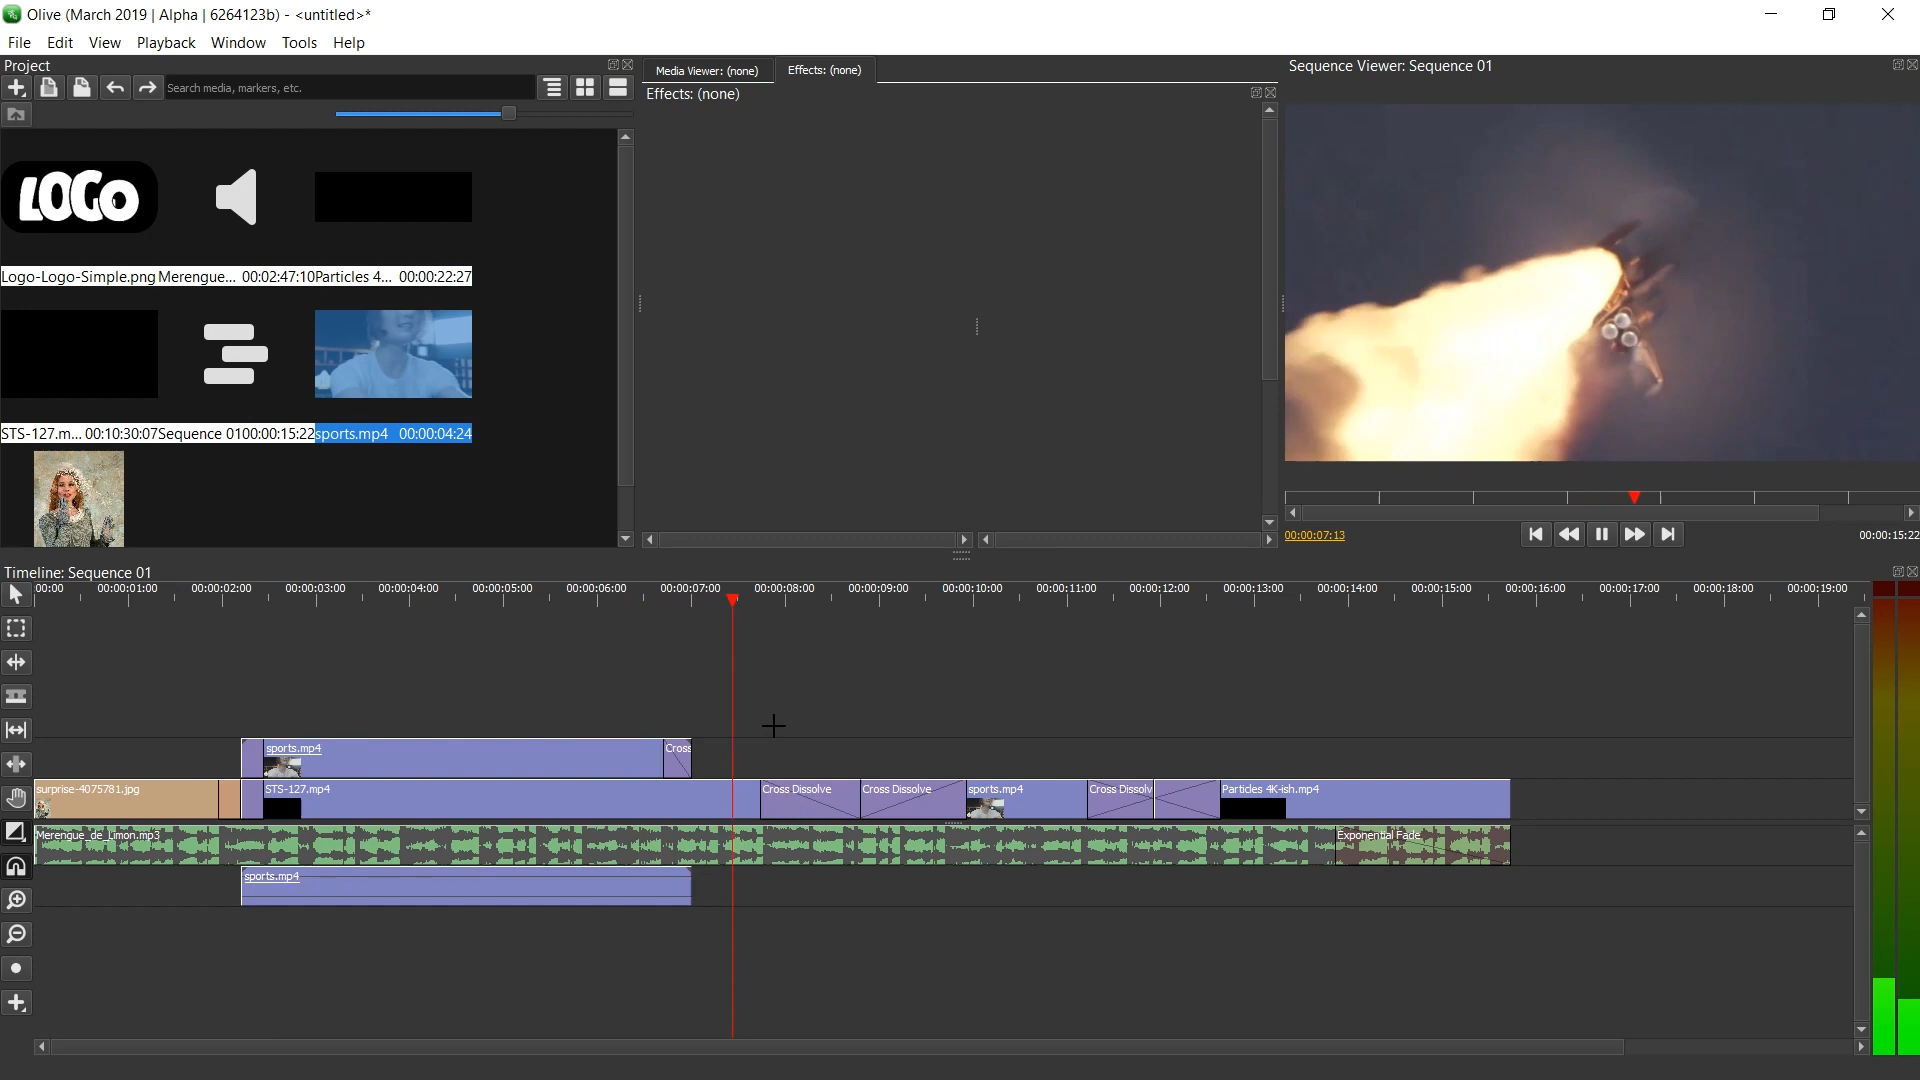 Olive (March 2019 | Alpha | 6264123b) - <untitled>*
File Edit View Playback Window Tools Help
Project
Search media, markers, etc.
LOGO
Logo-Logo-Simple.png Merengue... 00:02:47:10 Particles 4... 00:00:22:27
STS-127.m... 00:10:30:07 Sequence 01 00:00:15:22 sports.mp4 00:00:04:24
Media Viewer: (none) Effects: (none)
Effects: (none)
Sequence Viewer: Sequence 01
00:00:07:13 00:00:15:22
Timeline: Sequence 01
00:00 00:00:01:00 00:00:02:00 00:00:03:00 00:00:04:00 00:00:05:00 00:00:06:00 00:00:07:00 00:00:08:00 00:00:09:00 00:00:10:00 00:00:11:00 00:00:12:00 00:00:13:00 00:00:14:00 00:00:15:00 00:00:16:00 00:00:17:00 00:00:18:00 00:00:19:00
sports.mp4 Cross
surprise-4075781.jpg STS-127.mp4 Cross Dissolve Cross Dissolve sports.mp4 Cross Dissolv Particles 4K-ish.mp4
Merengue_de_Limon.mp3 Exponential Fade
sports.mp4